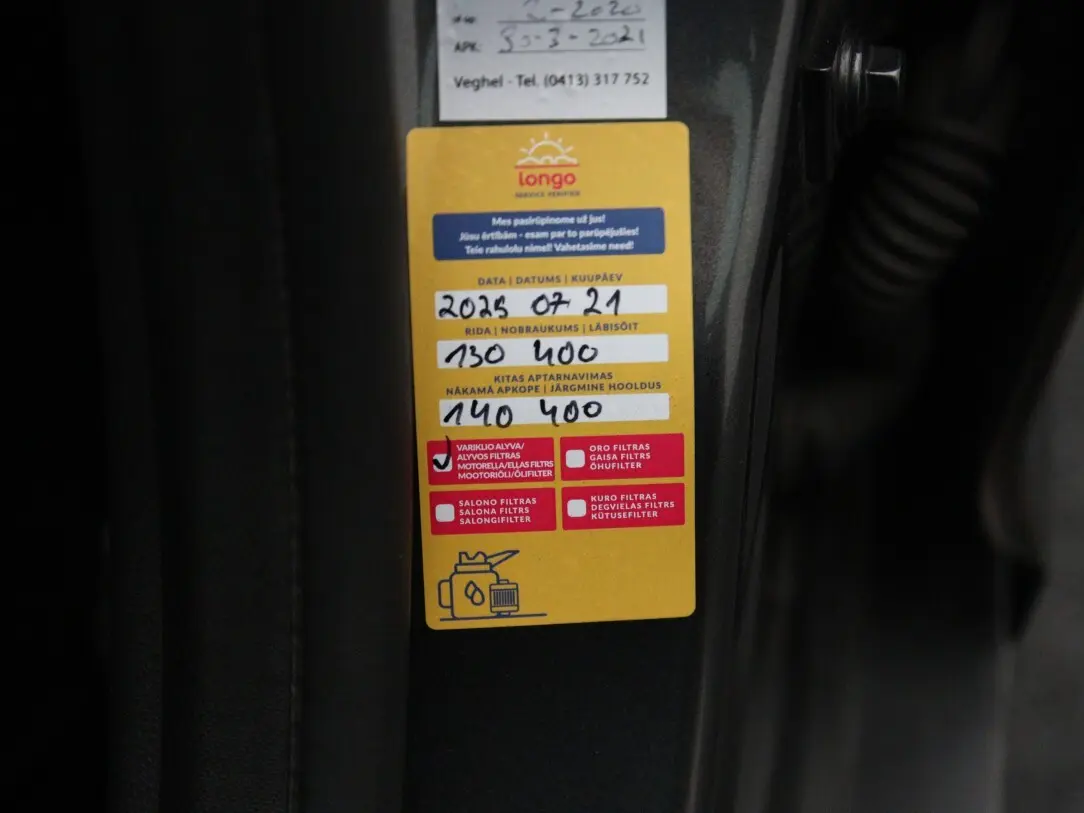 2-2020
APK: 30-3-2021
Veghel - Tel. (0413) 317 752
longo
Mes pasirūpinome už jus!
Jūsu ērtībām - esam par to parūpējušies!
Teie rahulolu nimel! Vahetasime need!
DATA | DATUMS | KUUPÄEV
2025 07 21
RIDA | NOBRAUKUMS | LÄBISÕIT
130 400
KITAS APTARNAVIMAS
NĀKAMĀ APKOPE | JÄRGMINE HOOLDUS
140 400
VARIKLIO ALYVA/
ALYVOS FILTRAS
MOTORELLA/ELLAS FILTRS
MOOTORIÕLI/ÕLIFILTER
ORO FILTRAS
GAISA FILTRS
ÕHUFILTER
SALONO FILTRAS
SALONA FILTRS
SALONGIFILTER
KURO FILTRAS
DEGVIELAS FILTRS
KÜTUSEFILTER